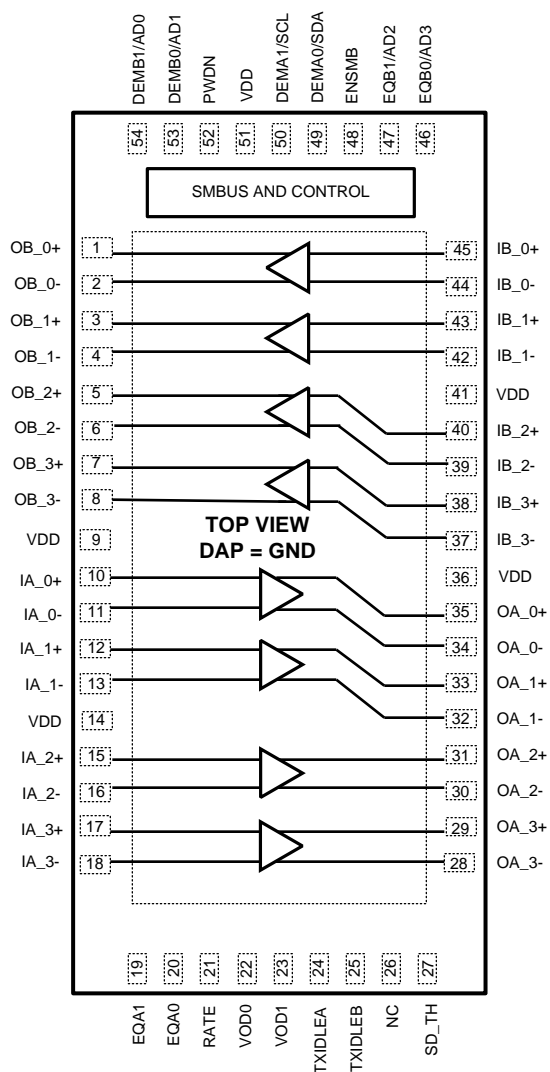 DEMB1/AD0
DEMB0/AD1
PWDN
VDD
DEMA1/SCL
DEMA0/SDA
ENSMB
EQB1/AD2
EQB0/AD3
54
53
52
51
50
49
48
47
46
SMBUS AND CONTROL
OB_0+ 1 45 IB_0+
OB_0- 2 44 IB_0-
OB_1+ 3 43 IB_1+
OB_1- 4 42 IB_1-
OB_2+ 5 41 VDD
OB_2- 6 40 IB_2+
OB_3+ 7 39 IB_2-
OB_3- 8 38 IB_3+
TOP VIEW
DAP = GND
VDD 9 37 IB_3-
IA_0+ 10 36 VDD
IA_0- 11 35 OA_0+
IA_1+ 12 34 OA_0-
IA_1- 13 33 OA_1+
VDD 14 32 OA_1-
IA_2+ 15 31 OA_2+
IA_2- 16 30 OA_2-
IA_3+ 17 29 OA_3+
IA_3- 18 28 OA_3-
19
20
21
22
23
24
25
26
27
EQA1
EQA0
RATE
VOD0
VOD1
TXIDLEA
TXIDLEB
NC
SD_TH